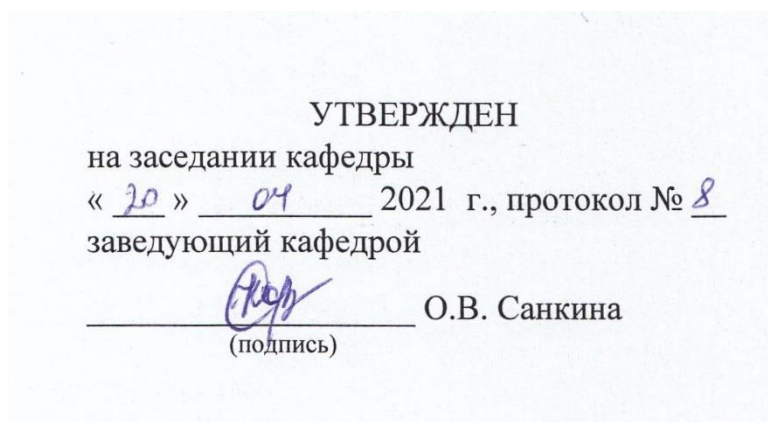 УТВЕРЖДЕН
на заседании кафедры
« 20 » 04 2021 г., протокол № 8
заведующий кафедрой
О.В. Санкина
(подпись)